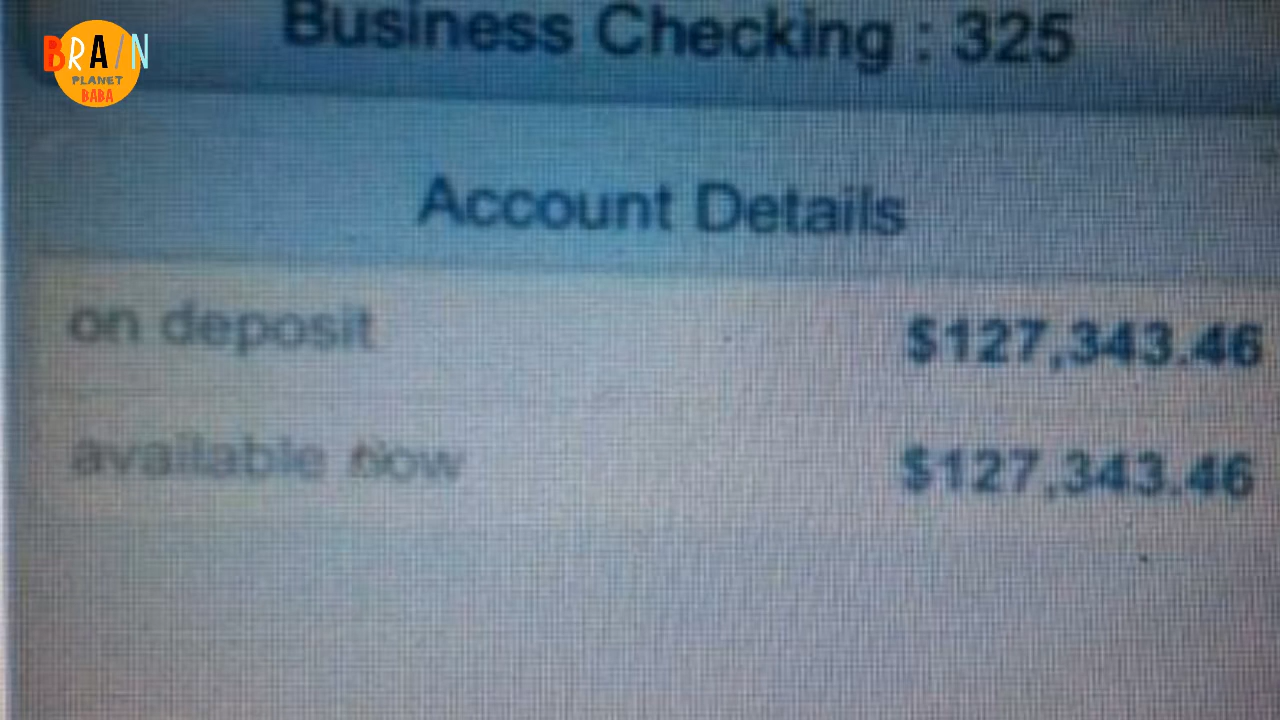 BRAIN
PLANET
BABA
Business Checking : 325
Account Details
on deposit $127,343.46
available now $127,343.46